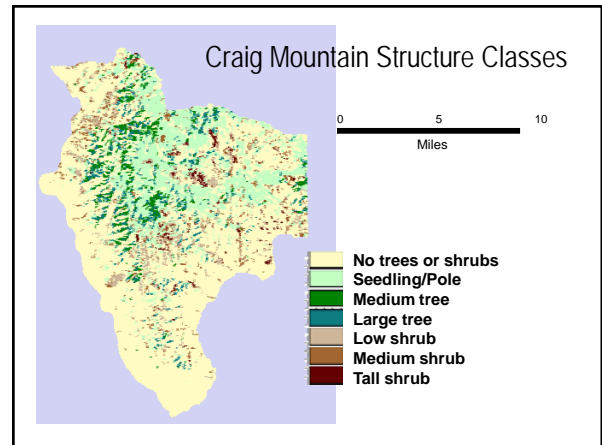 Craig Mountain Structure Classes
0 5 10
Miles
No trees or shrubs
Seedling/Pole
Medium tree
Large tree
Low shrub
Medium shrub
Tall shrub